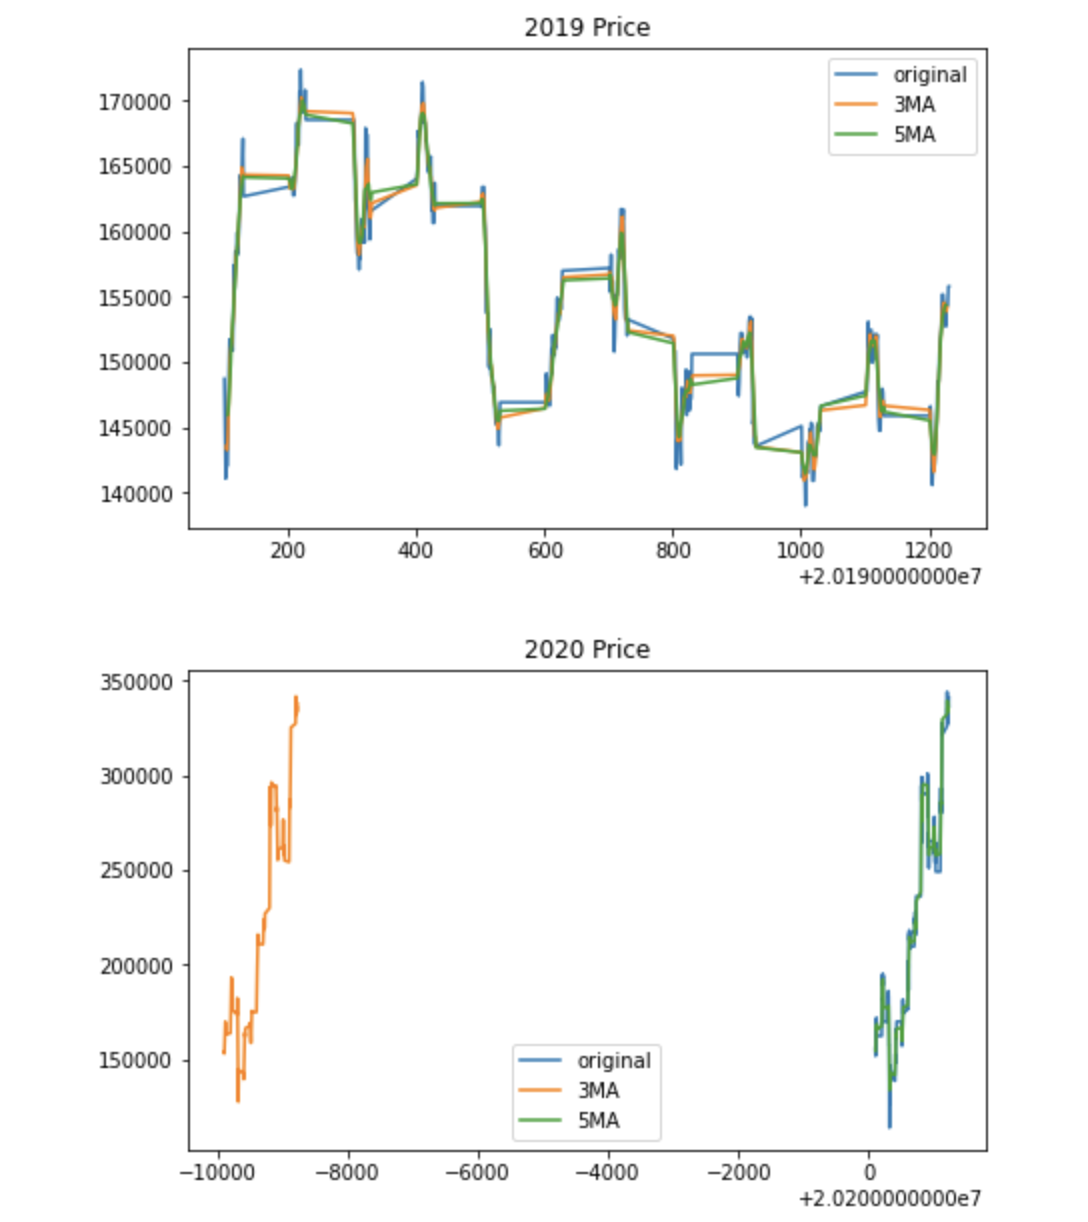 2019 Price
original
3MA
5MA
170000
165000
160000
155000
150000
145000
140000
200 400 600 800 1000 1200
+2.0190000000e7
2020 Price
350000
300000
250000
200000
150000
original
3MA
5MA
−10000 −8000 −6000 −4000 −2000 0
+2.0200000000e7